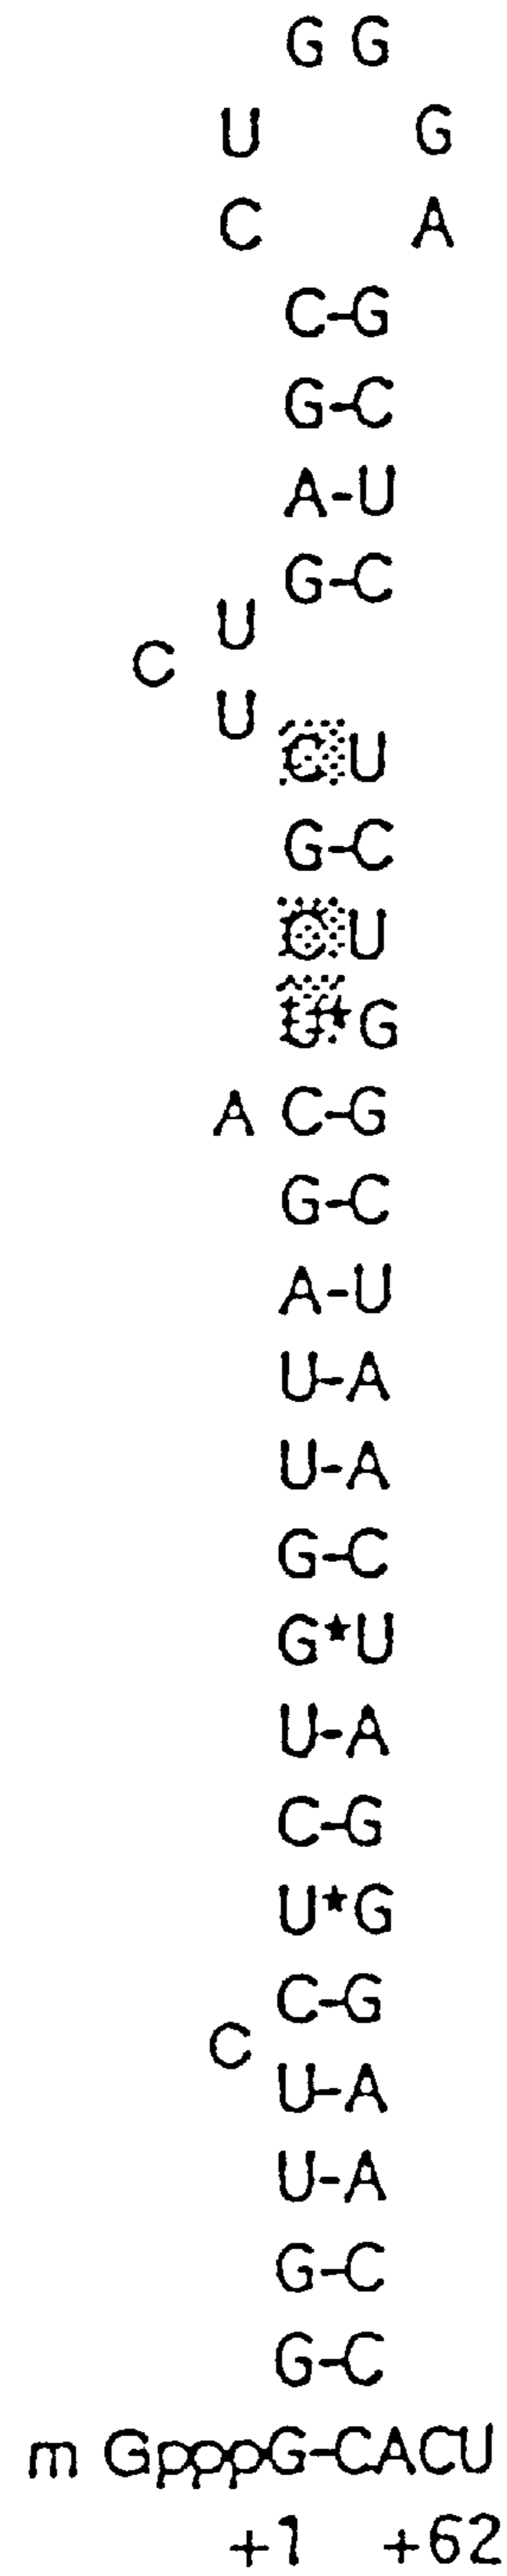 G G
U G
C A
C-G
G-C
A-U
G-C
U
C
U
C U
G-C
C U
U★G
A C-G
G-C
A-U
U-A
U-A
G-C
G★U
U-A
C-G
U★G
C-G
C
U-A
U-A
G-C
G-C
m GpppG-CACU
+1 +62